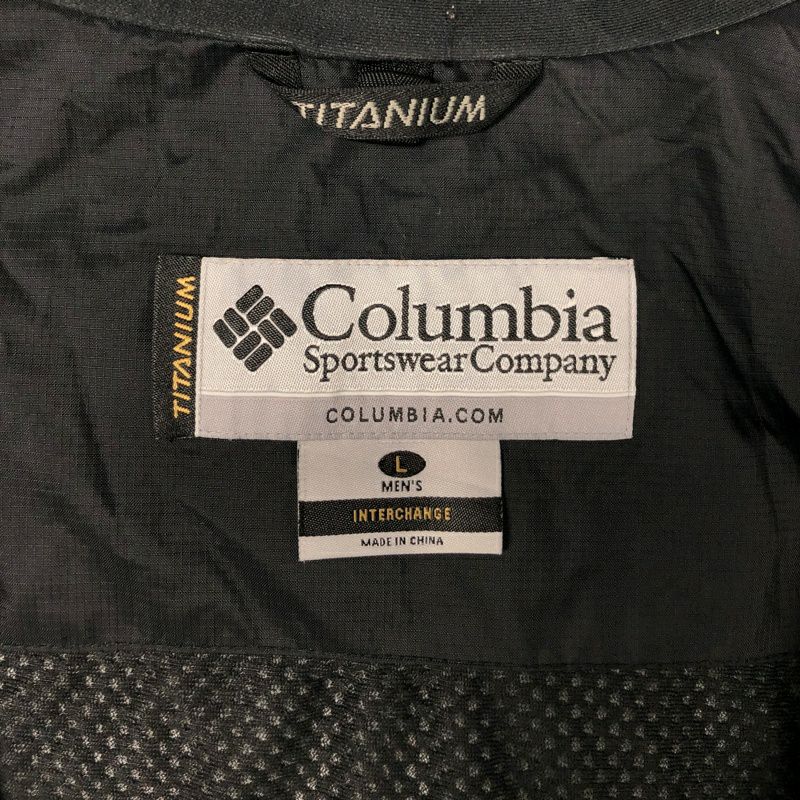 TITANIUM
TITANIUM
Columbia
Sportswear Company
COLUMBIA.COM
L
MEN'S
INTERCHANGE
MADE IN CHINA